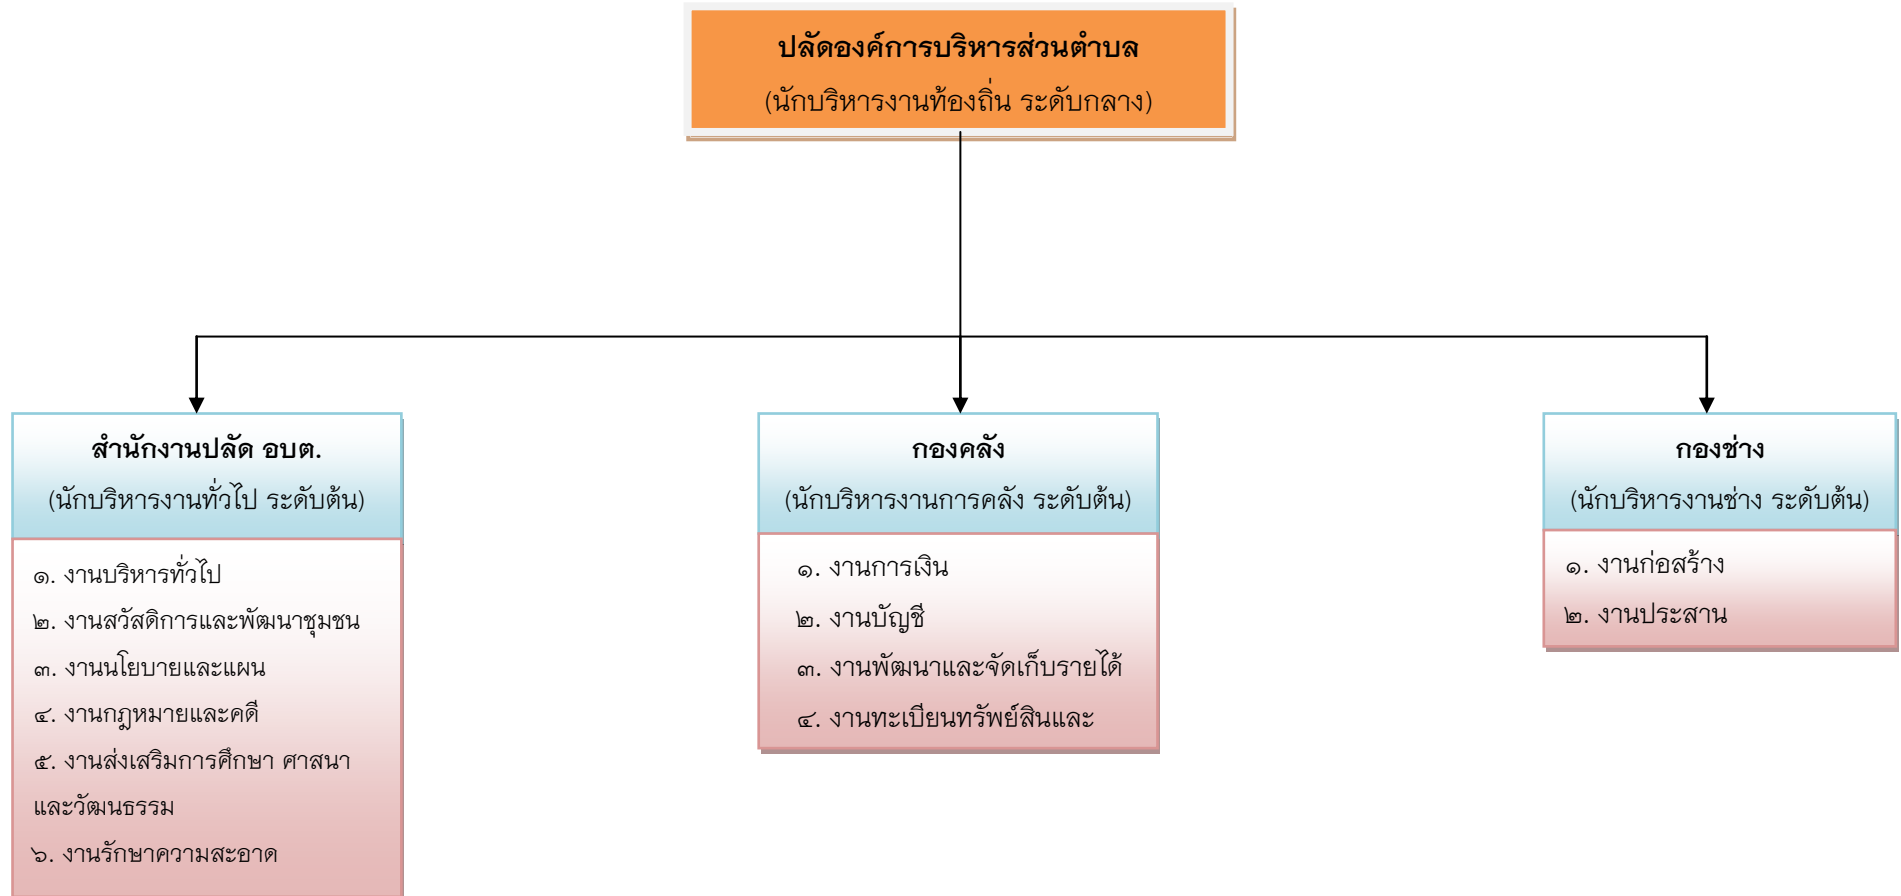 ปลัดองค์การบริหารส่วนตำบล
(นักบริหารงานท้องถิ่น ระดับกลาง)
สำนักงานปลัด อบต.
(นักบริหารงานทั่วไป ระดับต้น)
๑. งานบริหารทั่วไป
๒. งานสวัสดิการและพัฒนาชุมชน
๓. งานนโยบายและแผน
๔. งานกฎหมายและคดี
๕. งานส่งเสริมการศึกษา ศาสนา
และวัฒนธรรม
๖. งานรักษาความสะอาด
กองคลัง
(นักบริหารงานการคลัง ระดับต้น)
๑. งานการเงิน
๒. งานบัญชี
๓. งานพัฒนาและจัดเก็บรายได้
๔. งานทะเบียนทรัพย์สินและ
กองช่าง
(นักบริหารงานช่าง ระดับต้น)
๑. งานก่อสร้าง
๒. งานประสาน